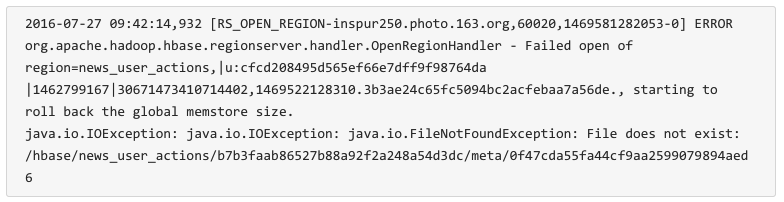 2016-07-27 09:42:14,932 [RS_OPEN_REGION-inspur250.photo.163.org,60020,1469581282053-0] ERROR
org.apache.hadoop.hbase.regionserver.handler.OpenRegionHandler - Failed open of
region=news_user_actions,|u:cfcd208495d565ef66e7dff9f98764da
|1462799167|30671473410714402,1469522128310.3b3ae24c65fc5094bc2acfebaa7a56de., starting to
roll back the global memstore size.
java.io.IOException: java.io.IOException: java.io.FileNotFoundException: File does not exist:
/hbase/news_user_actions/b7b3faab86527b88a92f2a248a54d3dc/meta/0f47cda55fa44cf9aa2599079894aed
6